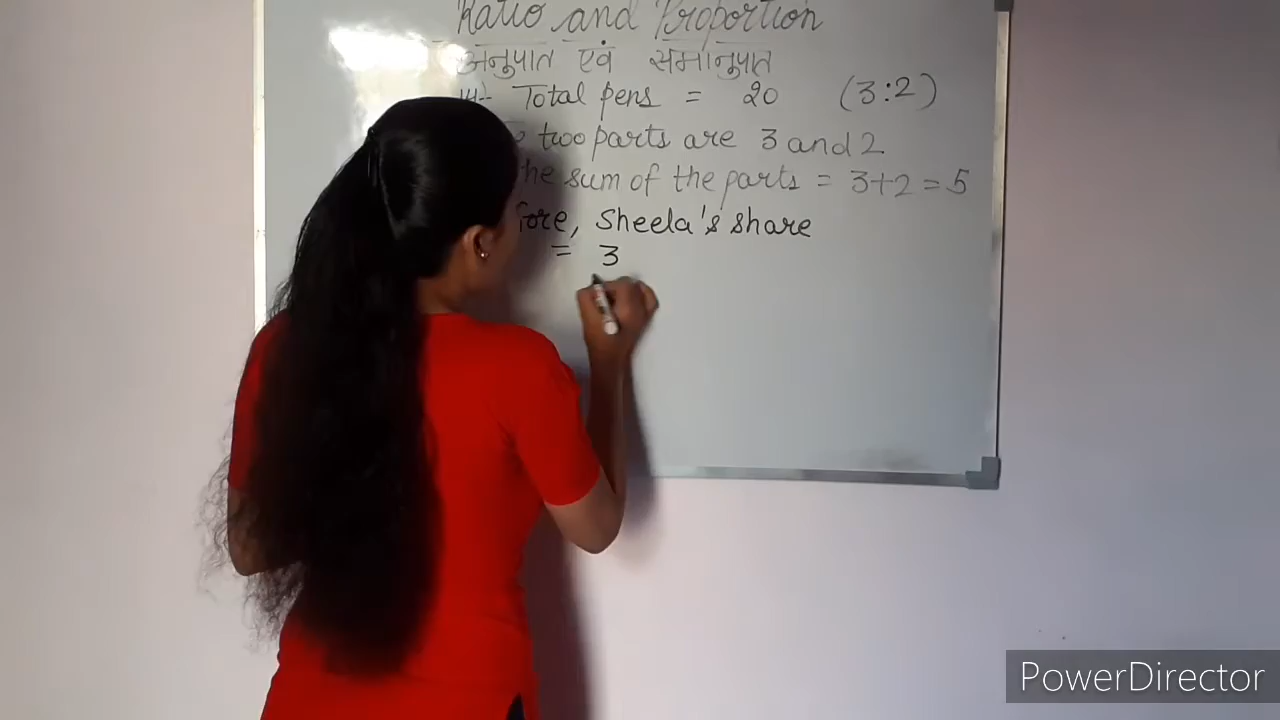 Ratio and Proportion
अनुपात एवं समानुपात
Total pens = 20 (3:2)
two parts are 3 and 2
the sum of the parts = 3+2 = 5
fore, Sheela's share
= 3
PowerDirector